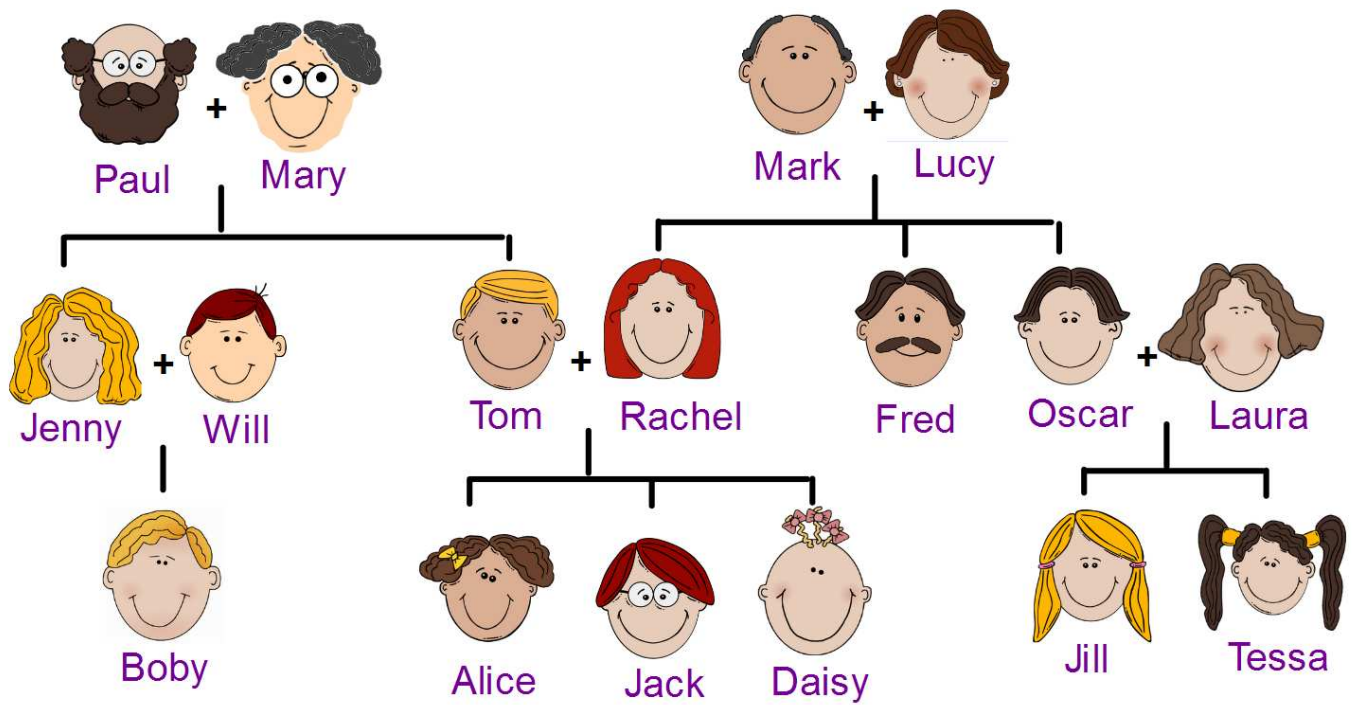 Paul + Mary
Mark + Lucy
Jenny + Will
Tom + Rachel
Fred
Oscar + Laura
Boby
Alice
Jack
Daisy
Jill
Tessa